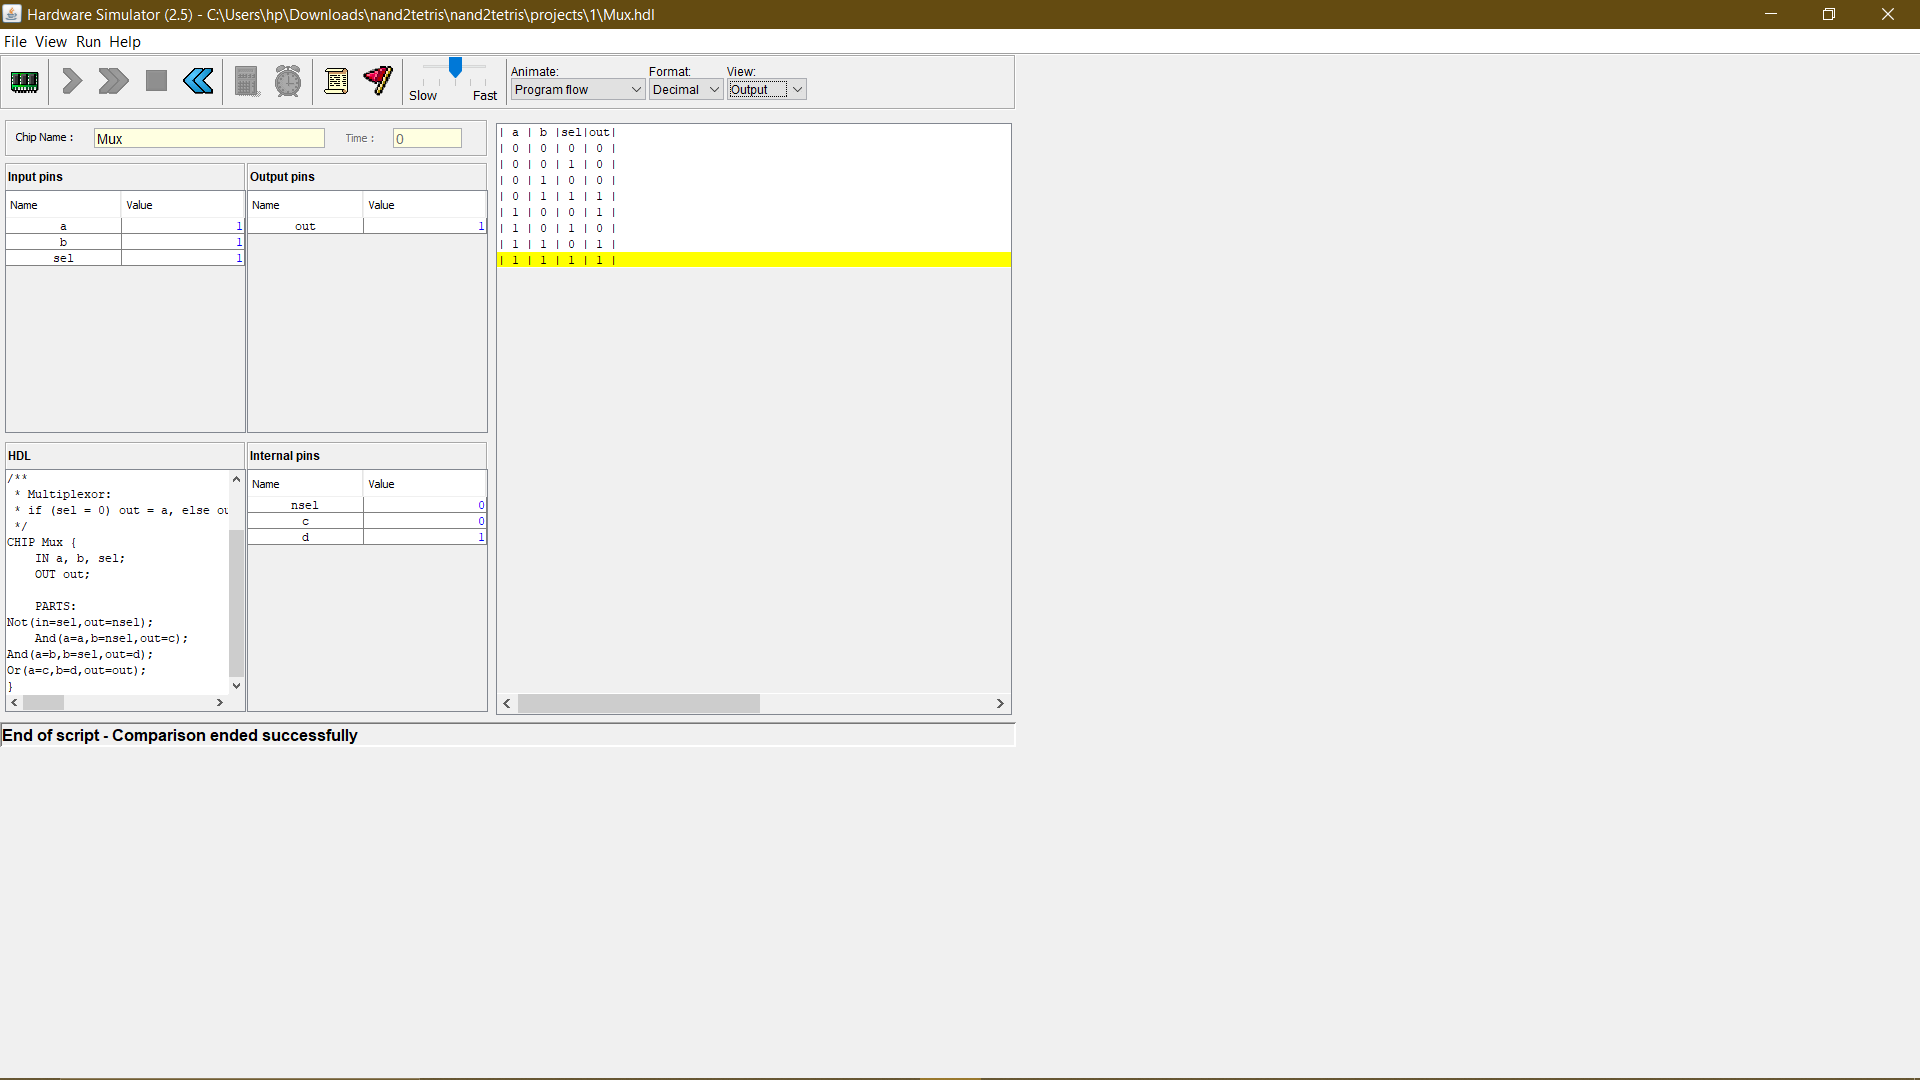 Hardware Simulator (2.5) - C:\Users\hp\Downloads\nand2tetris\nand2tetris\projects\1\Mux.hdl
File View Run Help
Slow Fast
Animate: Format: View:
Program flow Decimal Output
Chip Name : Mux Time : 0
Input pins
Name Value
a 1
b 1
sel 1
Output pins
Name Value
out 1
| a | b |sel|out|
| 0 | 0 | 0 | 0 |
| 0 | 0 | 1 | 0 |
| 0 | 1 | 0 | 0 |
| 0 | 1 | 1 | 1 |
| 1 | 0 | 0 | 1 |
| 1 | 0 | 1 | 0 |
| 1 | 1 | 0 | 1 |
| 1 | 1 | 1 | 1 |
HDL
/**
 * Multiplexor:
 * if (sel = 0) out = a, else ou
 */
CHIP Mux {
    IN a, b, sel;
    OUT out;
    PARTS:
Not(in=sel,out=nsel);
    And(a=a,b=nsel,out=c);
And(a=b,b=sel,out=d);
Or(a=c,b=d,out=out);
}
Internal pins
Name Value
nsel 0
c 0
d 1
End of script - Comparison ended successfully